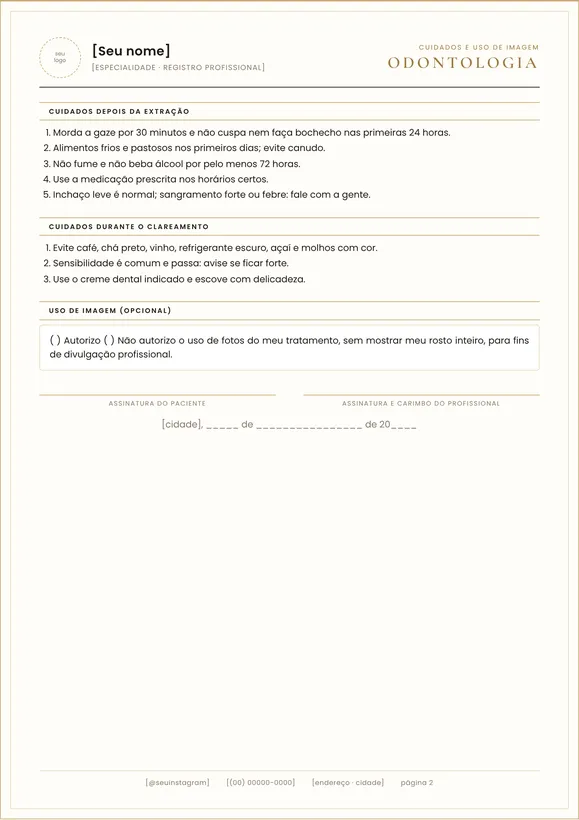 seu
logo
[Seu nome]
[ESPECIALIDADE · REGISTRO PROFISSIONAL]
CUIDADOS E USO DE IMAGEM
ODONTOLOGIA
CUIDADOS DEPOIS DA EXTRAÇÃO
1. Morda a gaze por 30 minutos e não cuspa nem faça bochecho nas primeiras 24 horas.
2. Alimentos frios e pastosos nos primeiros dias; evite canudo.
3. Não fume e não beba álcool por pelo menos 72 horas.
4. Use a medicação prescrita nos horários certos.
5. Inchaço leve é normal; sangramento forte ou febre: fale com a gente.
CUIDADOS DURANTE O CLAREAMENTO
1. Evite café, chá preto, vinho, refrigerante escuro, açaí e molhos com cor.
2. Sensibilidade é comum e passa: avise se ficar forte.
3. Use o creme dental indicado e escove com delicadeza.
USO DE IMAGEM (OPCIONAL)
( ) Autorizo ( ) Não autorizo o uso de fotos do meu tratamento, sem mostrar meu rosto inteiro, para fins
de divulgação profissional.
ASSINATURA DO PACIENTE
ASSINATURA E CARIMBO DO PROFISSIONAL
[cidade], _____ de ________________ de 20____
[@seuinstagram] [(00) 00000-0000] [endereço · cidade] página 2